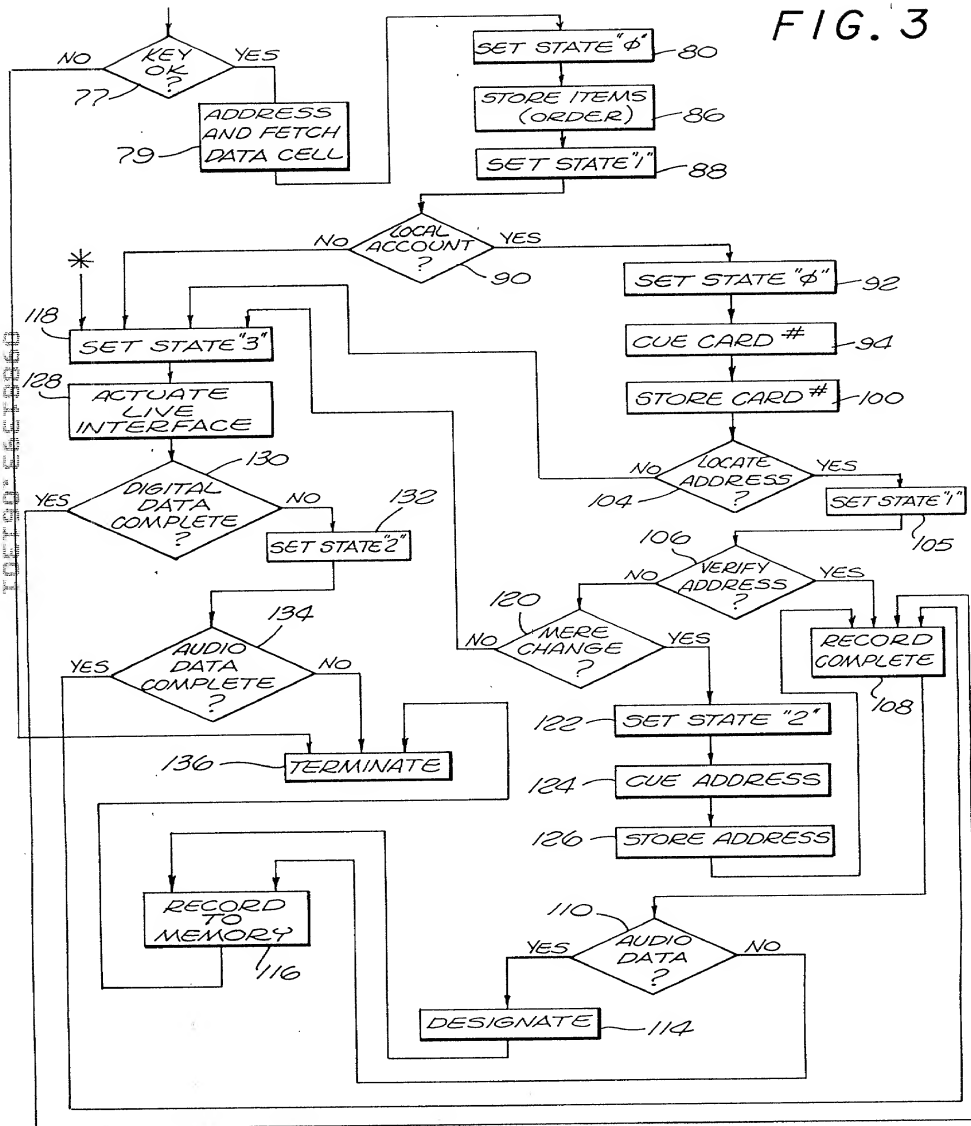 FIG. 3
NO
KEY
OK
?
YES
77
ADDRESS
AND FETCH
DATA CELL
79
SET STATE "φ"
80
STORE ITEMS
(ORDER)
86
SET STATE "1"
88
NO
LOCAL
ACCOUNT
?
YES
90
*
118
SET STATE "3"
128
ACTUATE
LIVE
INTERFACE
130
YES
DIGITAL
DATA
COMPLETE
?
NO
132
SET STATE "2"
134
YES
AUDIO
DATA
COMPLETE
?
NO
136
TERMINATE
SET STATE "φ"
92
CUE CARD #
94
STORE CARD #
100
NO
LOCATE
ADDRESS
?
YES
104
SET STATE "1"
105
106
NO
VERIFY
ADDRESS
?
YES
120
NO
MERE
CHANGE
?
YES
RECORD
COMPLETE
108
122
SET STATE "2"
124
CUE ADDRESS
126
STORE ADDRESS
110
YES
AUDIO
DATA
?
NO
RECORD
TO
MEMORY
116
DESIGNATE
114